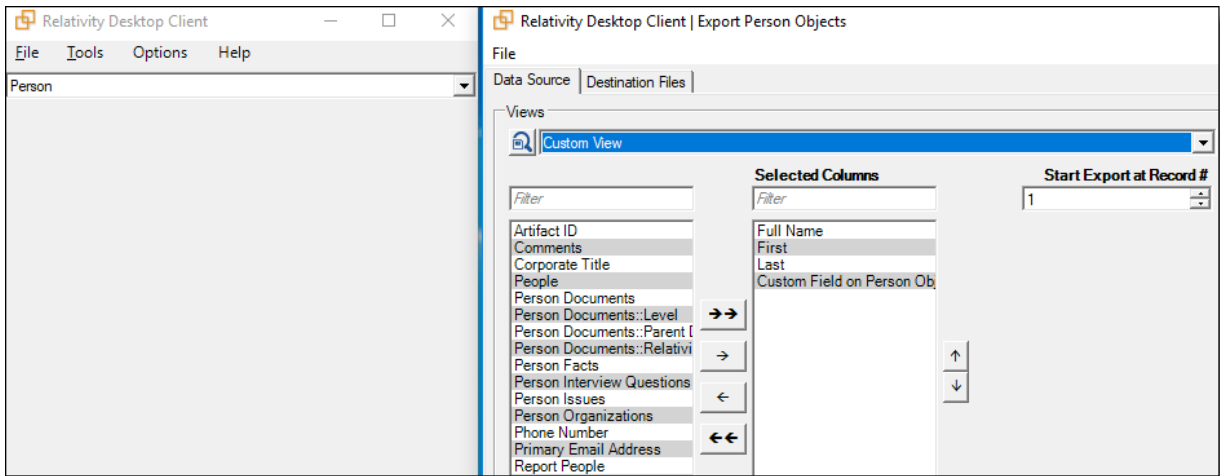 Relativity Desktop Client
File Tools Options Help
Person
Relativity Desktop Client | Export Person Objects
File
Data Source Destination Files
Views
Custom View
Selected Columns
Start Export at Record #
Filter
Filter
1
Artifact ID
Comments
Corporate Title
People
Person Documents
Person Documents::Level
Person Documents::Parent D
Person Documents::Relativi
Person Facts
Person Interview Questions
Person Issues
Person Organizations
Phone Number
Primary Email Address
Report People
Full Name
First
Last
Custom Field on Person Obj